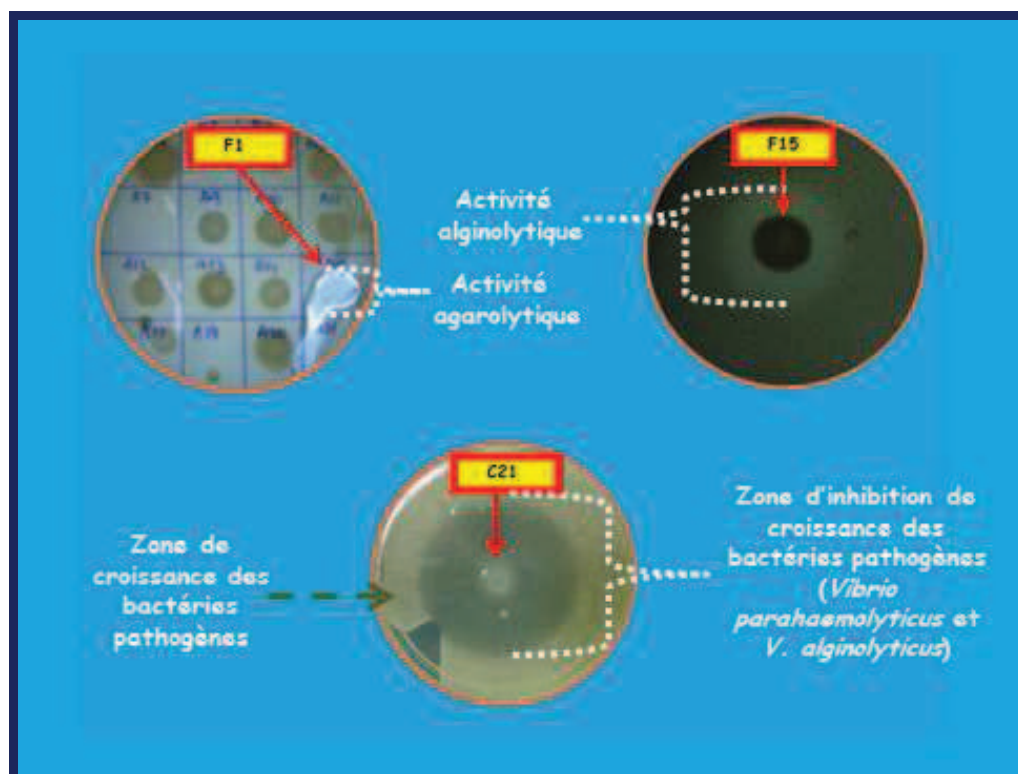 F1
F15
Activité
alginolytique
Activité
agarolytique
C21
Zone de
croissance des
bactéries
pathogènes
Zone d'inhibition de
croissance des
bactéries pathogènes
(Vibrio
parahaemolyticus et
V. alginolyticus)